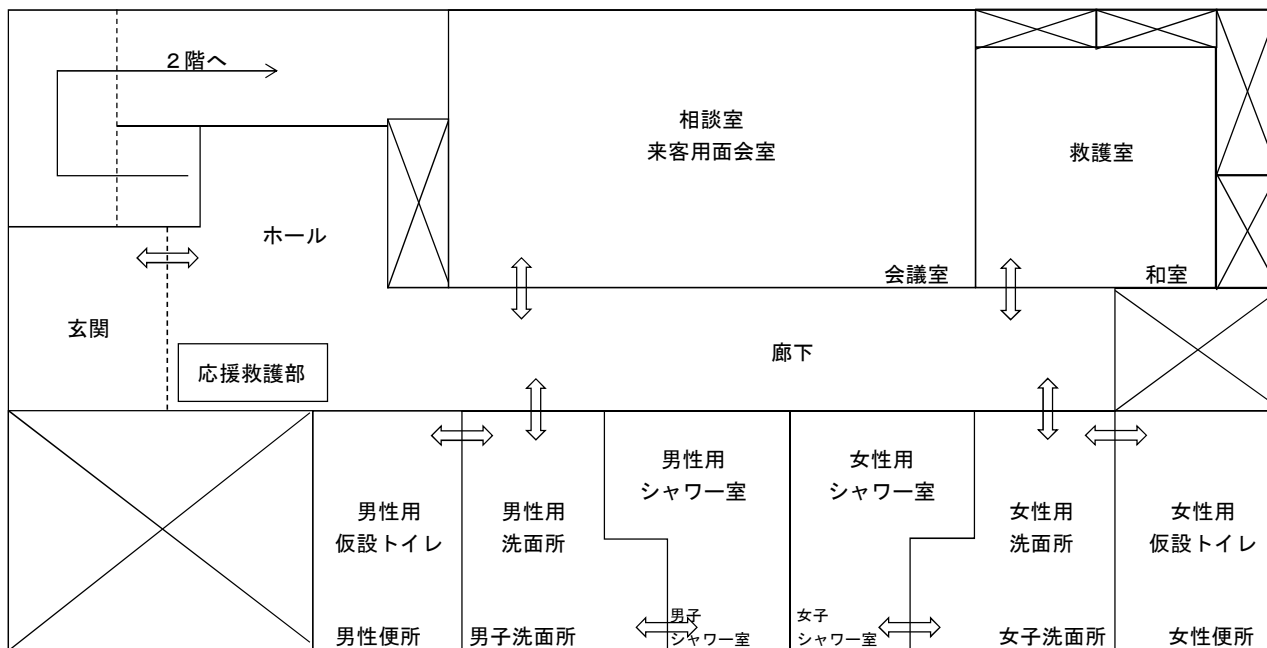 2階へ
相談室
来客用面会室
救護室
ホール
会議室
和室
玄関
廊下
応援救護部
男性用
シャワー室
女性用
シャワー室
男性用
仮設トイレ
男性用
洗面所
女性用
洗面所
女性用
仮設トイレ
男子
シャワー室
女子
シャワー室
男性便所
男子洗面所
女子洗面所
女性便所